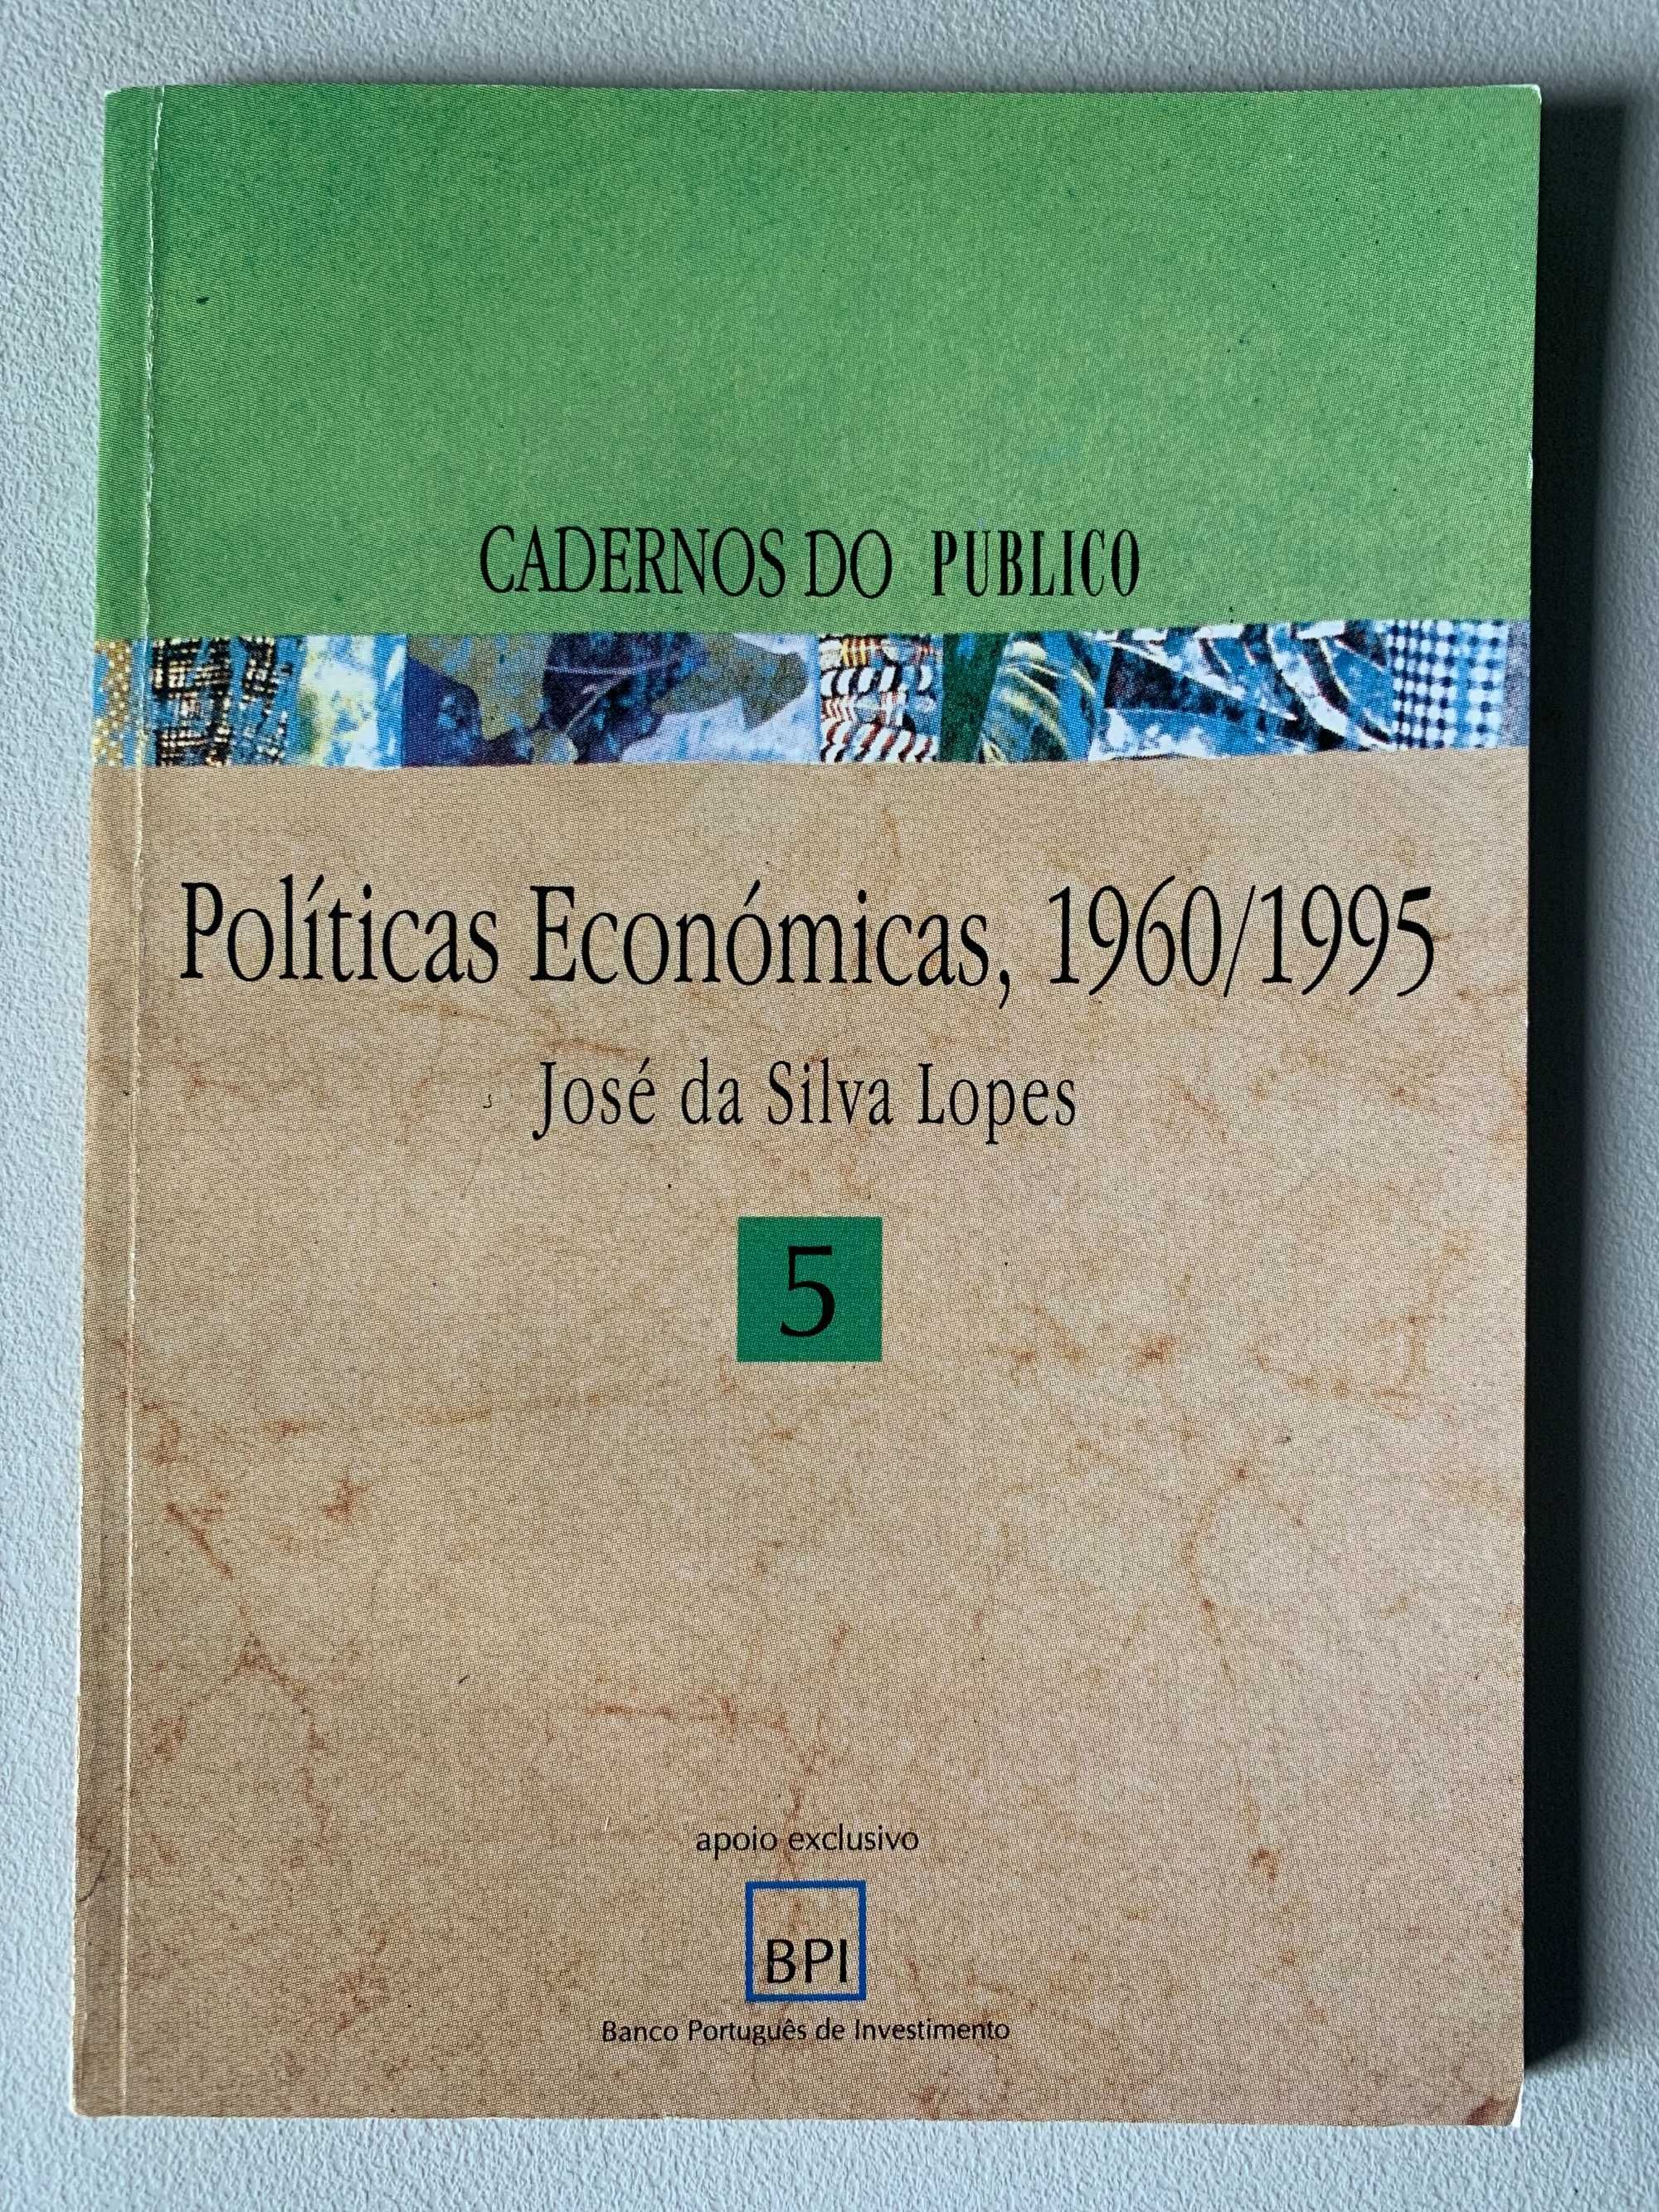 CADERNOS DO PUBLICO
Políticas Económicas, 1960/1995
José da Silva Lopes
5
apoio exclusivo
BPI
Banco Português de Investimento